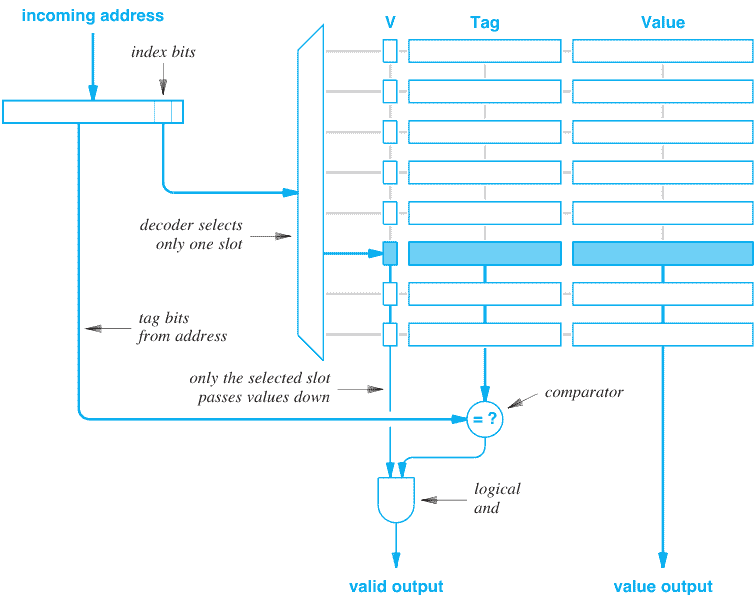 incoming address
V
Tag
Value
index bits
decoder selects
only one slot
tag bits
from address
only the selected slot
passes values down
comparator
= ?
logical
and
valid output
value output